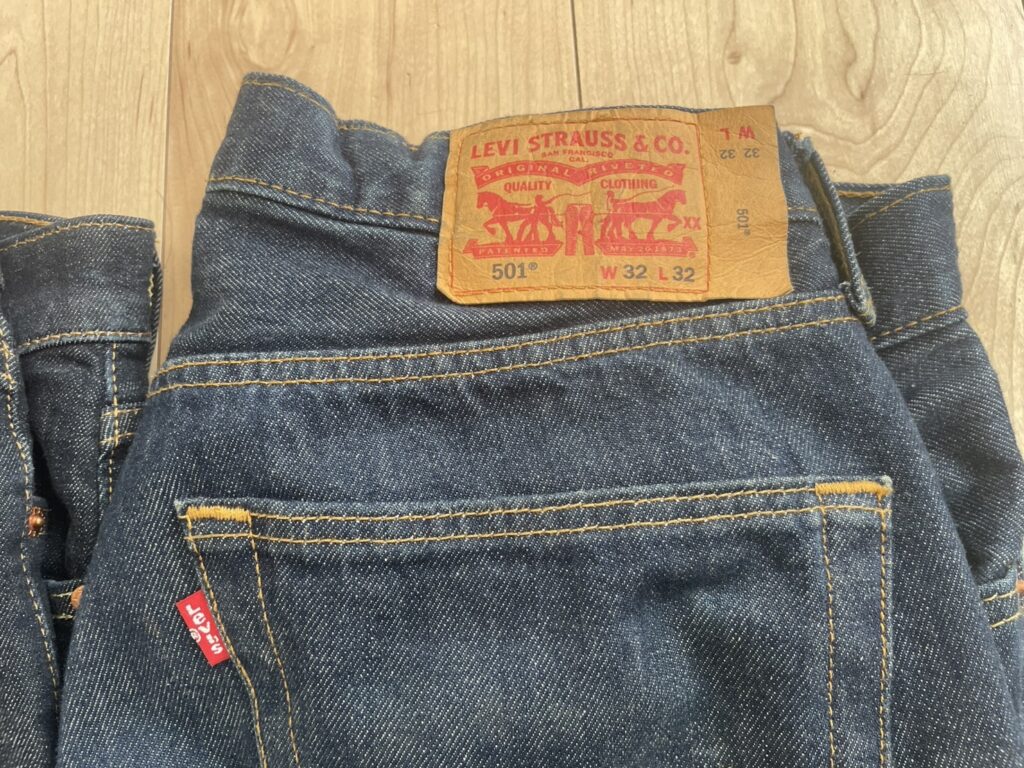 LEVI STRAUSS & CO.
SAN FRANCISCO
CAL.
ORIGINAL RIVETED
QUALITY CLOTHING
XX
PATENTED MAY 20 1873
501® W 32 L 32
W L
32 32
501®
Levi's
®